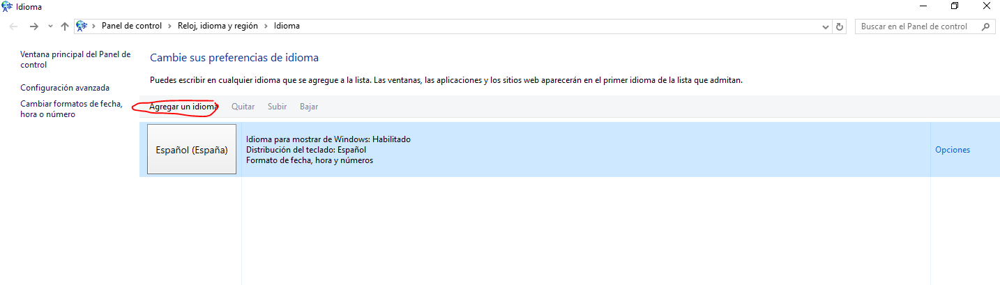 Idioma
Panel de control > Reloj, idioma y región > Idioma
Buscar en el Panel de control
Ventana principal del Panel de
control
Configuración avanzada
Cambiar formatos de fecha,
hora o número
Cambie sus preferencias de idioma
Puedes escribir en cualquier idioma que se agregue a la lista. Las ventanas, las aplicaciones y los sitios web aparecerán en el primer idioma de la lista que admitan.
Agregar un idioma Quitar Subir Bajar
Español (España)
Idioma para mostrar de Windows: Habilitado
Distribución del teclado: Español
Formato de fecha, hora y números
Opciones